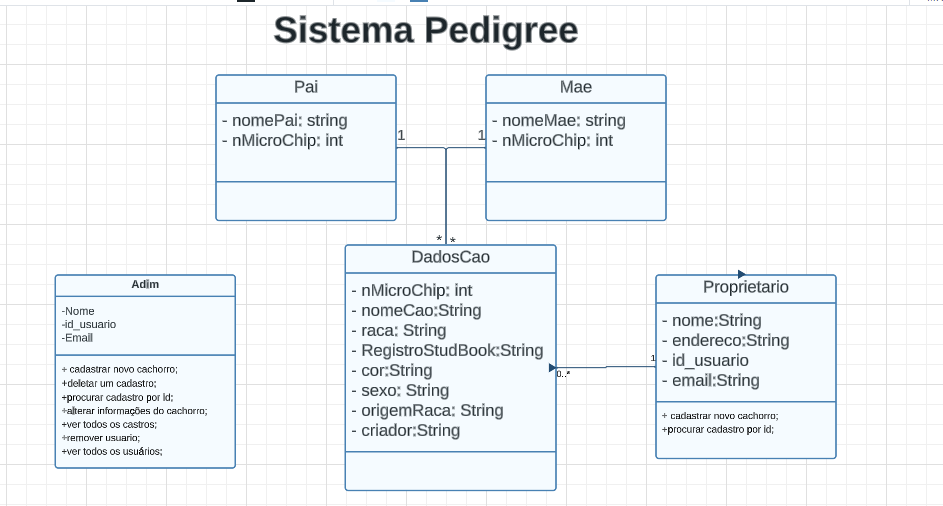 Sistema Pedigree
Pai
- nomePai: string
- nMicroChip: int
1
Mae
- nomeMae: string
- nMicroChip: int
1
* *
DadosCao
- nMicroChip: int
- nomeCao:String
- raca: String
- RegistroStudBook:String
- cor:String
- sexo: String
- origemRaca: String
- criador:String
0..*
1
Adim
-Nome
-id_usuario
-Email
+ cadastrar novo cachorro;
+deletar um cadastro;
+procurar cadastro por id;
+alterar informações do cachorro;
+ver todos os castros;
+remover usuario;
+ver todos os usuários;
Proprietario
- nome:String
- endereco:String
- id_usuario
- email:String
+ cadastrar novo cachorro;
+procurar cadastro por id;